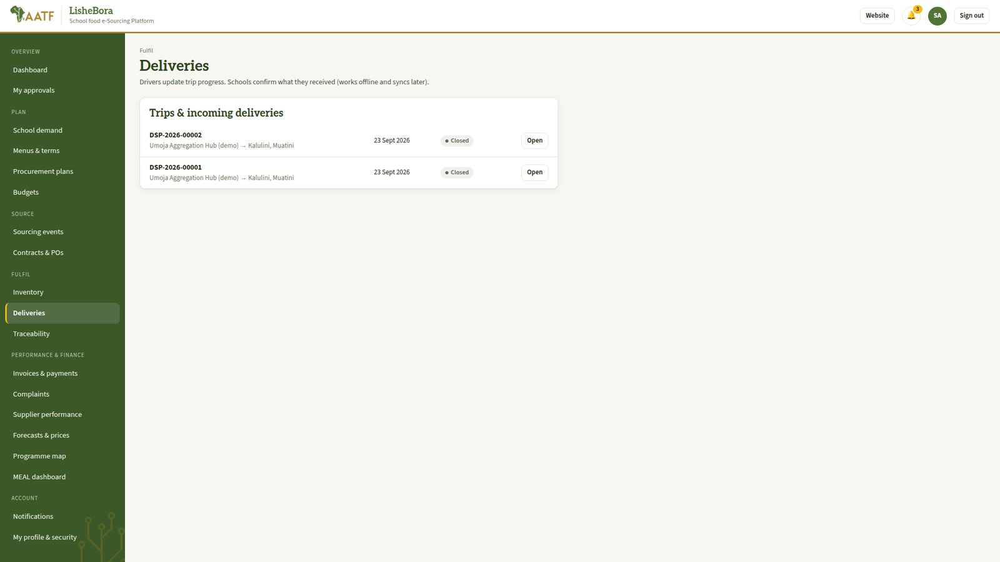 AATF
LisheBora
School food e-Sourcing Platform
Website
3
SA
Sign out
OVERVIEW
Dashboard
My approvals
PLAN
School demand
Menus & terms
Procurement plans
Budgets
SOURCE
Sourcing events
Contracts & POs
FULFIL
Inventory
Deliveries
Traceability
PERFORMANCE & FINANCE
Invoices & payments
Complaints
Supplier performance
Forecasts & prices
Programme map
MEAL dashboard
ACCOUNT
Notifications
My profile & security
Fulfil
Deliveries
Drivers update trip progress. Schools confirm what they received (works offline and syncs later).
Trips & incoming deliveries
DSP-2026-00002
Umoja Aggregation Hub (demo) → Kalulini, Muatini
23 Sept 2026
Closed
Open
DSP-2026-00001
Umoja Aggregation Hub (demo) → Kalulini, Muatini
23 Sept 2026
Closed
Open